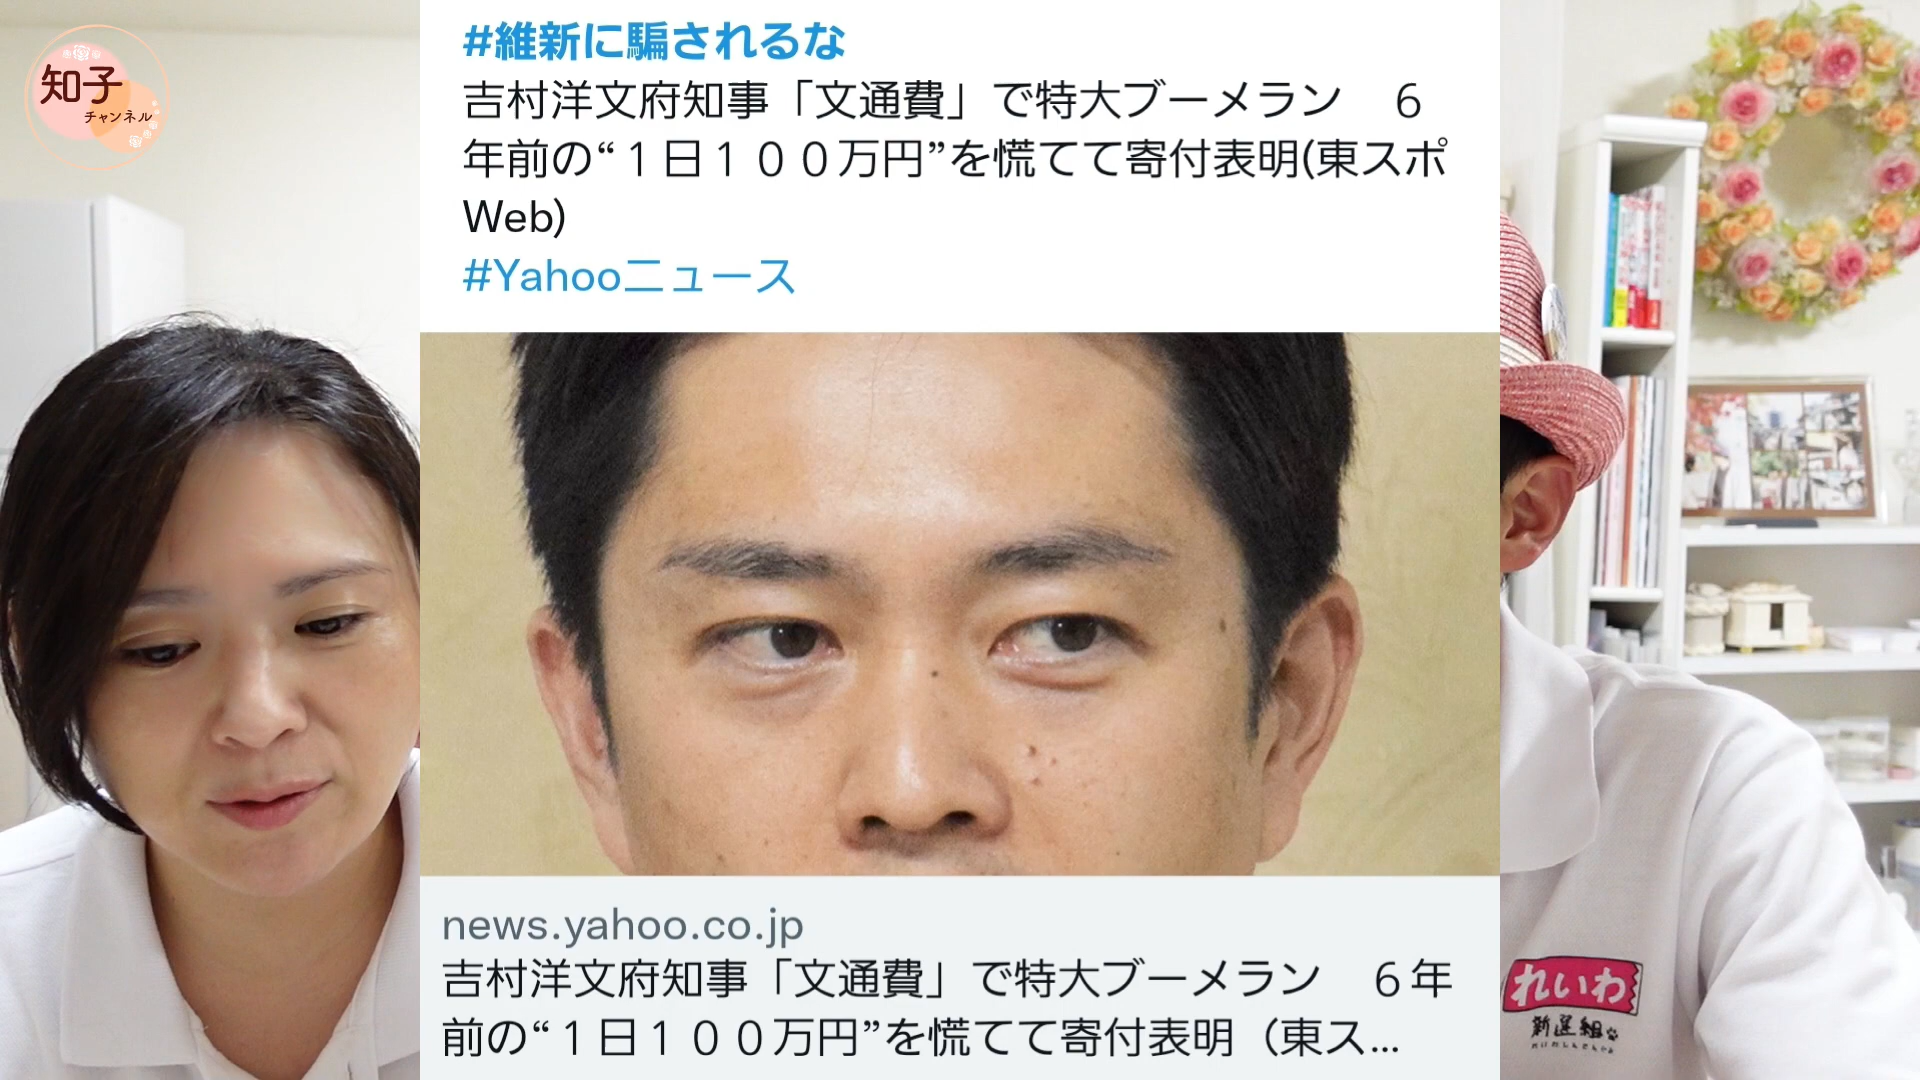 知子
チャンネル
#維新に騙されるな
吉村洋文府知事「文通費」で特大ブーメラン　６
年前の“１日１００万円”を慌てて寄付表明(東スポ
Web)
#Yahooニュース
news.yahoo.co.jp
吉村洋文府知事「文通費」で特大ブーメラン　６年
前の“１日１００万円”を慌てて寄付表明（東ス...
れいわ
新選組